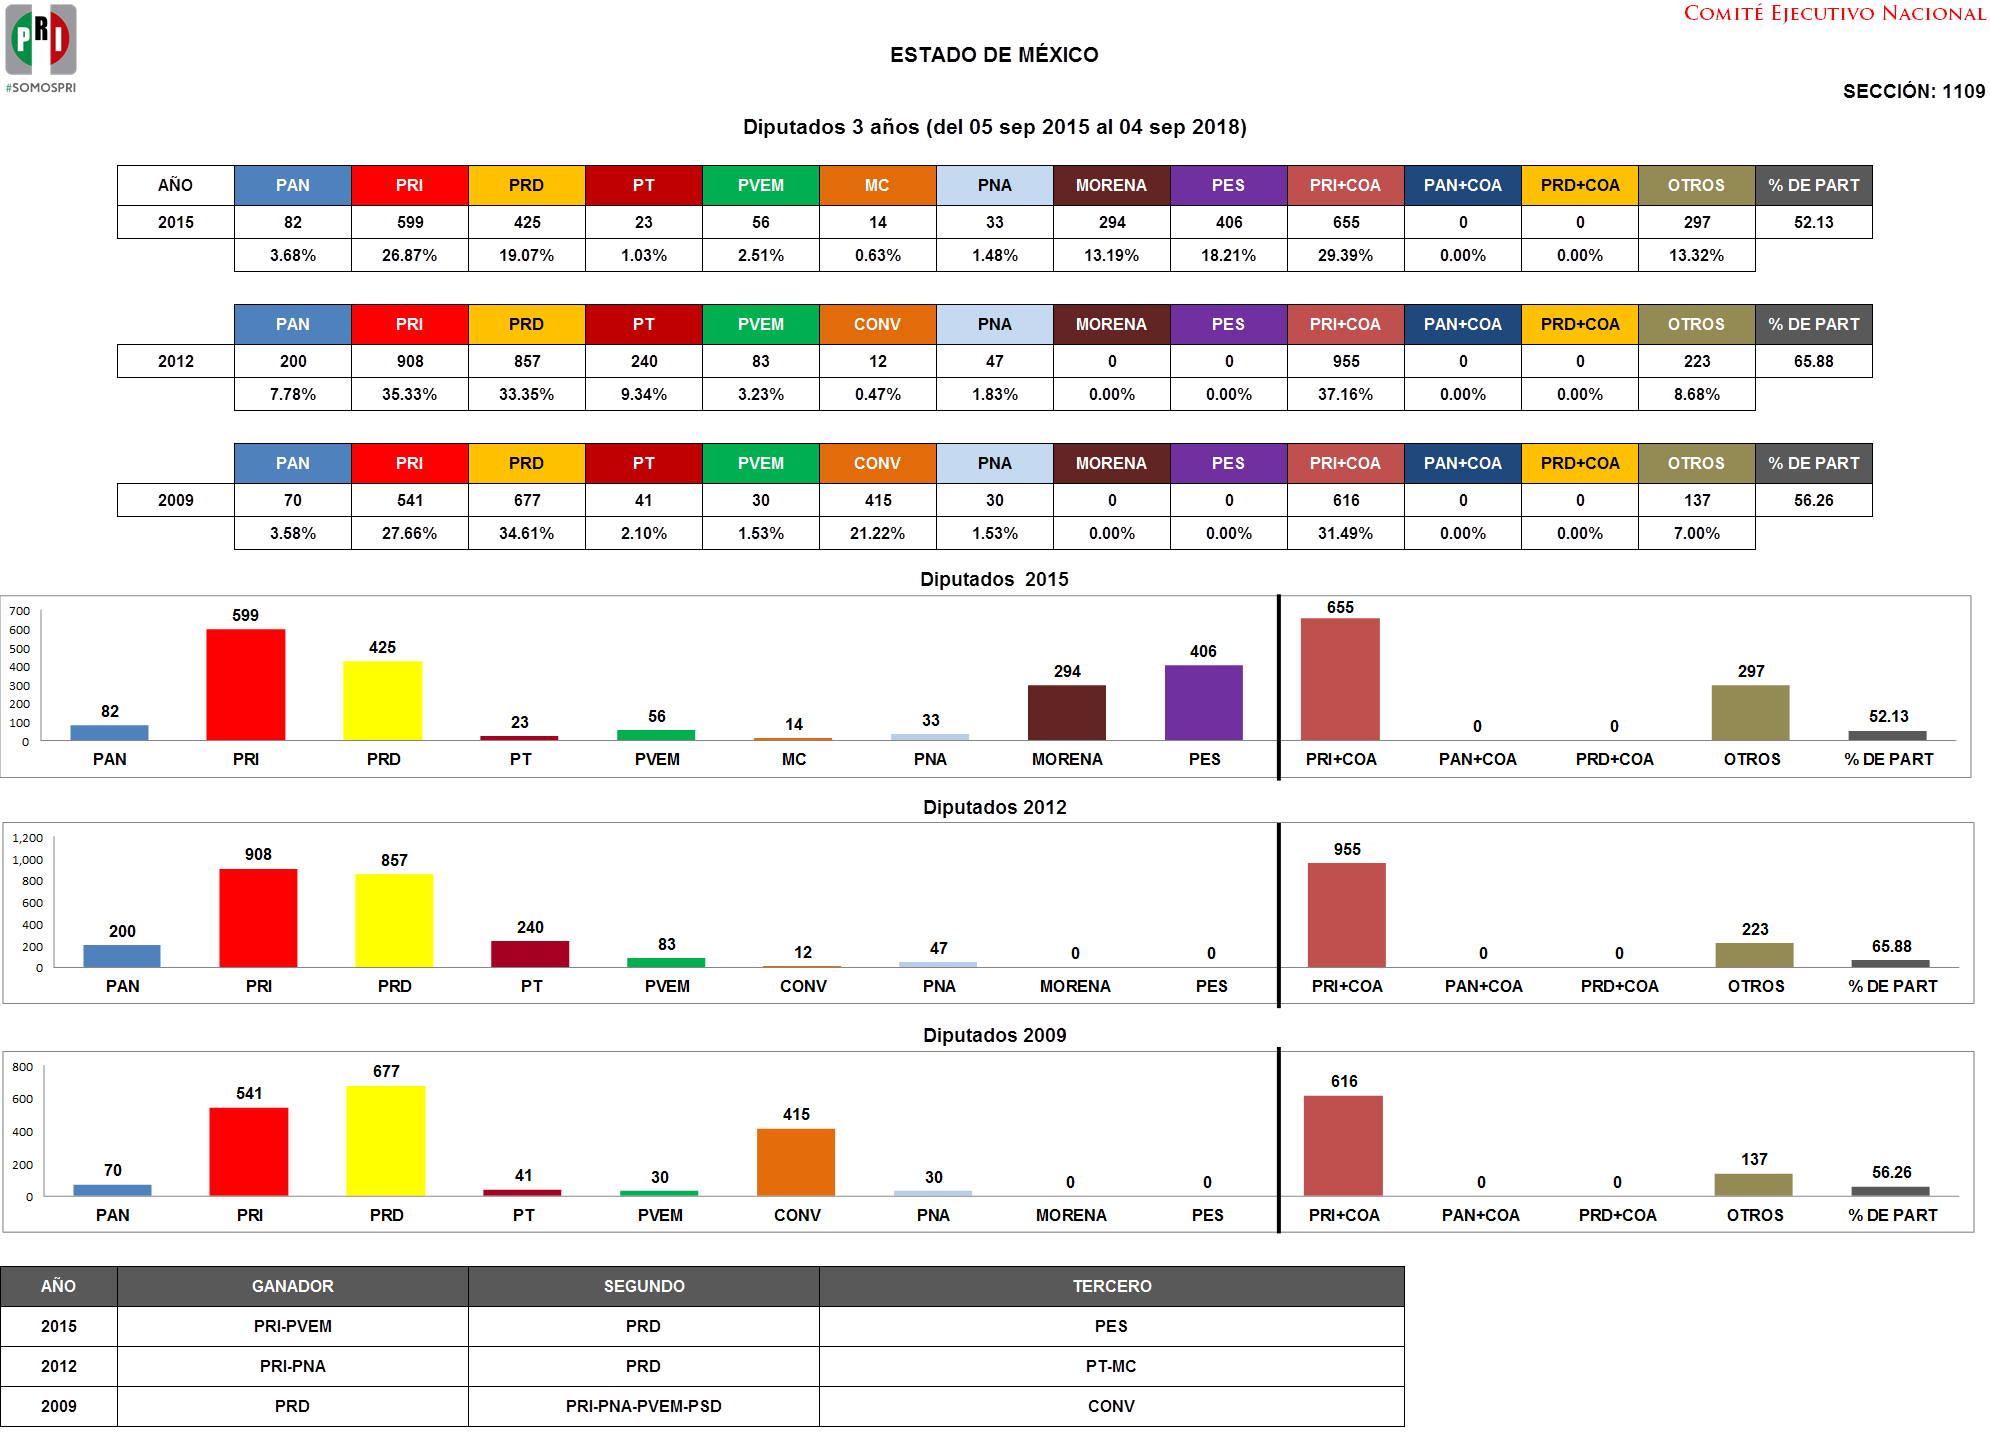 PRI
#SOMOSPRI
COMITÉ EJECUTIVO NACIONAL
ESTADO DE MÉXICO
SECCIÓN: 1109
Diputados 3 años (del 05 sep 2015 al 04 sep 2018)
AÑO PAN PRI PRD PT PVEM MC PNA MORENA PES PRI+COA PAN+COA PRD+COA OTROS % DE PART
2015 82 599 425 23 56 14 33 294 406 655 0 0 297 52.13
3.68% 26.87% 19.07% 1.03% 2.51% 0.63% 1.48% 13.19% 18.21% 29.39% 0.00% 0.00% 13.32%
PAN PRI PRD PT PVEM CONV PNA MORENA PES PRI+COA PAN+COA PRD+COA OTROS % DE PART
2012 200 908 857 240 83 12 47 0 0 955 0 0 223 65.88
7.78% 35.33% 33.35% 9.34% 3.23% 0.47% 1.83% 0.00% 0.00% 37.16% 0.00% 0.00% 8.68%
PAN PRI PRD PT PVEM CONV PNA MORENA PES PRI+COA PAN+COA PRD+COA OTROS % DE PART
2009 70 541 677 41 30 415 30 0 0 616 0 0 137 56.26
3.58% 27.66% 34.61% 2.10% 1.53% 21.22% 1.53% 0.00% 0.00% 31.49% 0.00% 0.00% 7.00%
Diputados 2015
700
600
500
400
300
200
100
0
82 599 425 23 56 14 33 294 406 655 0 0 297 52.13
PAN PRI PRD PT PVEM MC PNA MORENA PES PRI+COA PAN+COA PRD+COA OTROS % DE PART
Diputados 2012
1,200
1,000
800
600
400
200
0
200 908 857 240 83 12 47 0 0 955 0 0 223 65.88
PAN PRI PRD PT PVEM CONV PNA MORENA PES PRI+COA PAN+COA PRD+COA OTROS % DE PART
Diputados 2009
800
600
400
200
0
70 541 677 41 30 415 30 0 0 616 0 0 137 56.26
PAN PRI PRD PT PVEM CONV PNA MORENA PES PRI+COA PAN+COA PRD+COA OTROS % DE PART
AÑO GANADOR SEGUNDO TERCERO
2015 PRI-PVEM PRD PES
2012 PRI-PNA PRD PT-MC
2009 PRD PRI-PNA-PVEM-PSD CONV